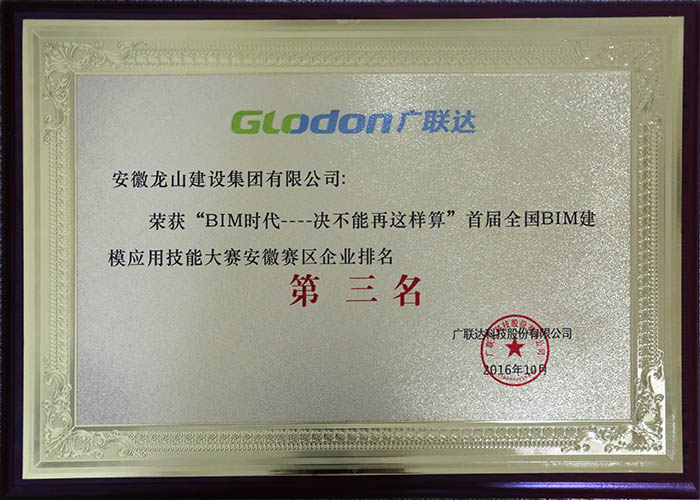 GLodon广联达
安徽龙山建设集团有限公司:
荣获“BIM时代----决不能再这样算”首届全国BIM建
模应用技能大赛安徽赛区企业排名
第三名
广联达科技股份有限公司
2016年10月